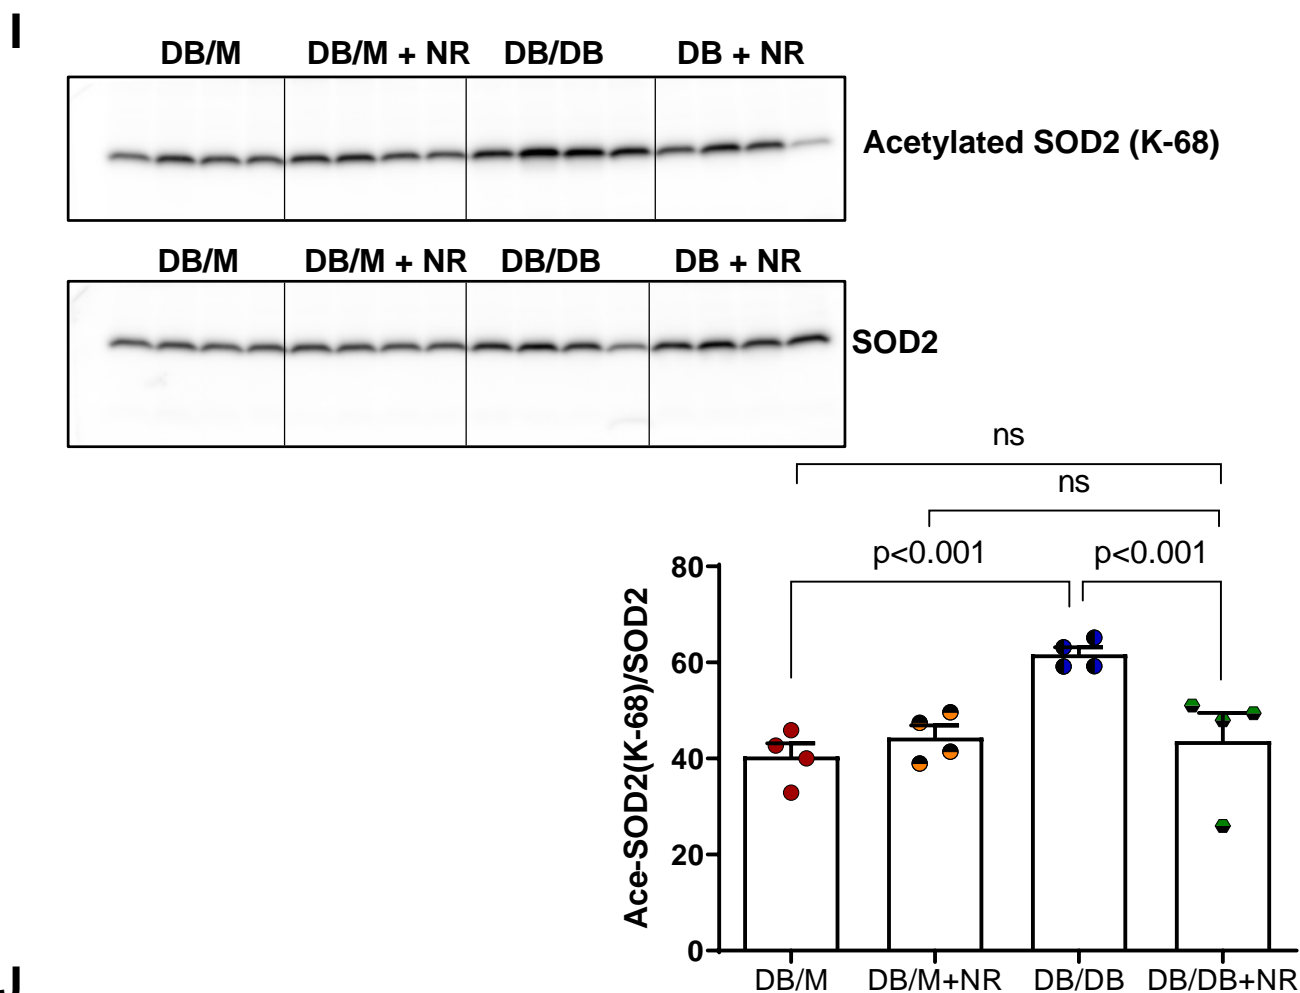 I
DB/M DB/M + NR DB/DB DB + NR
Acetylated SOD2 (K-68)
DB/M DB/M + NR DB/DB DB + NR
SOD2
ns
ns
p<0.001 p<0.001
80
60
40
20
0
Ace-SOD2(K-68)/SOD2
DB/M DB/M+NR DB/DB DB/DB+NR
J